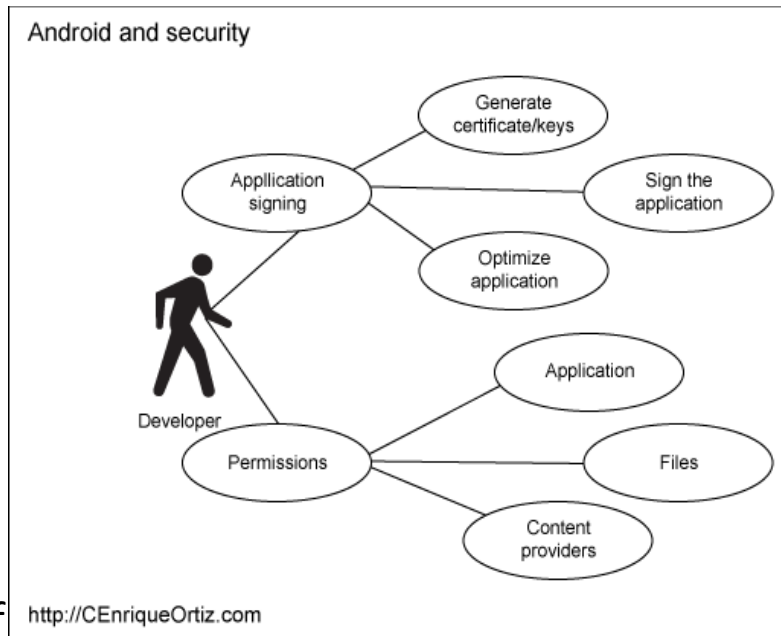 Android and security
Generate
certificate/keys
Appllication
signing
Sign the
application
Optimize
application
Developer
Application
Permissions
Files
Content
providers
f
http://CEnriqueOrtiz.com